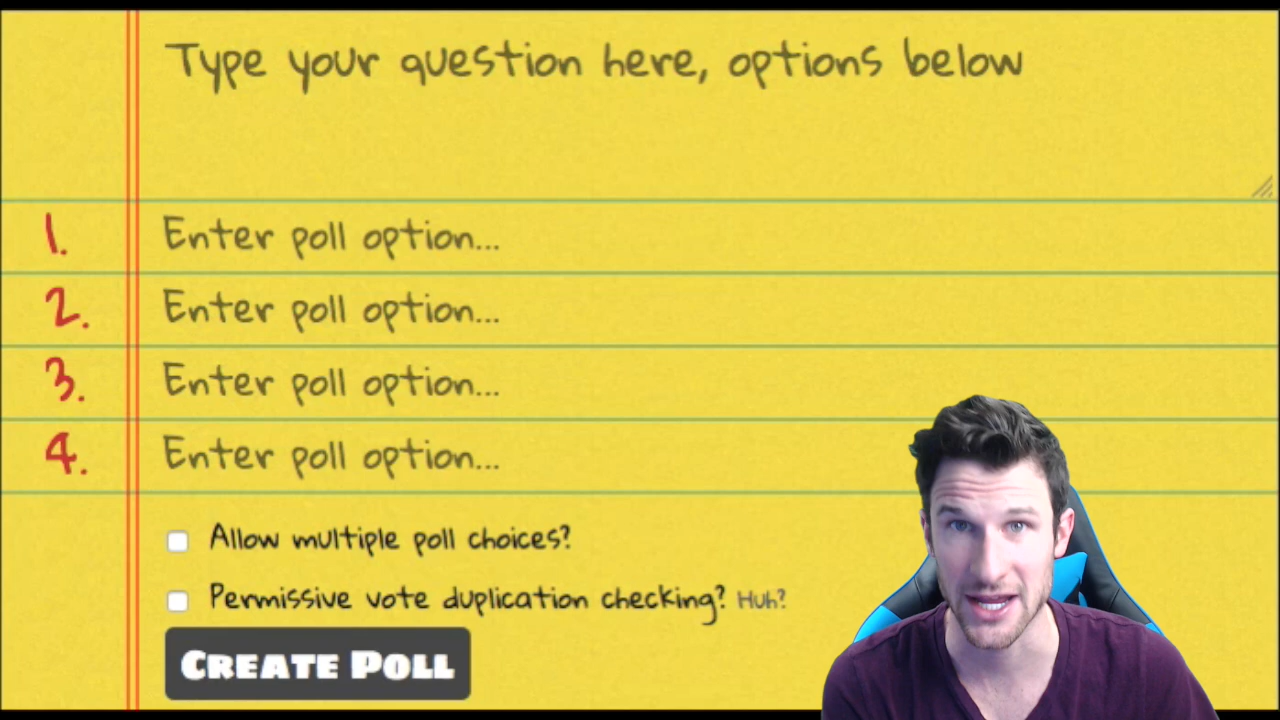 Type your question here, options below
1. Enter poll option...
2. Enter poll option...
3. Enter poll option...
4. Enter poll option...
Allow multiple poll choices?
Permissive vote duplication checking? Huh?
CREATE POLL